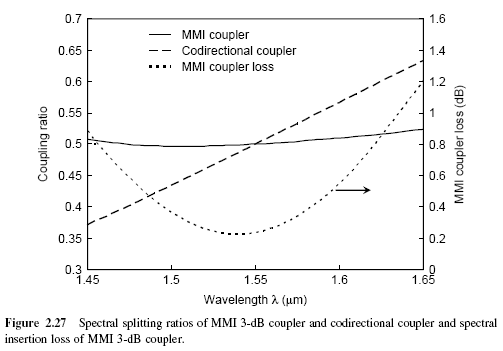 0.7
0.65
0.6
0.55
0.5
0.45
0.4
0.35
0.3
Coupling ratio
MMI coupler
Codirectional coupler
MMI coupler loss
1.6
1.4
1.2
1
0.8
0.6
0.4
0.2
0
MMI coupler loss (dB)
1.45 1.5 1.55 1.6 1.65
Wavelength λ (μm)
Figure 2.27 Spectral splitting ratios of MMI 3-dB coupler and codirectional coupler and spectral
insertion loss of MMI 3-dB coupler.